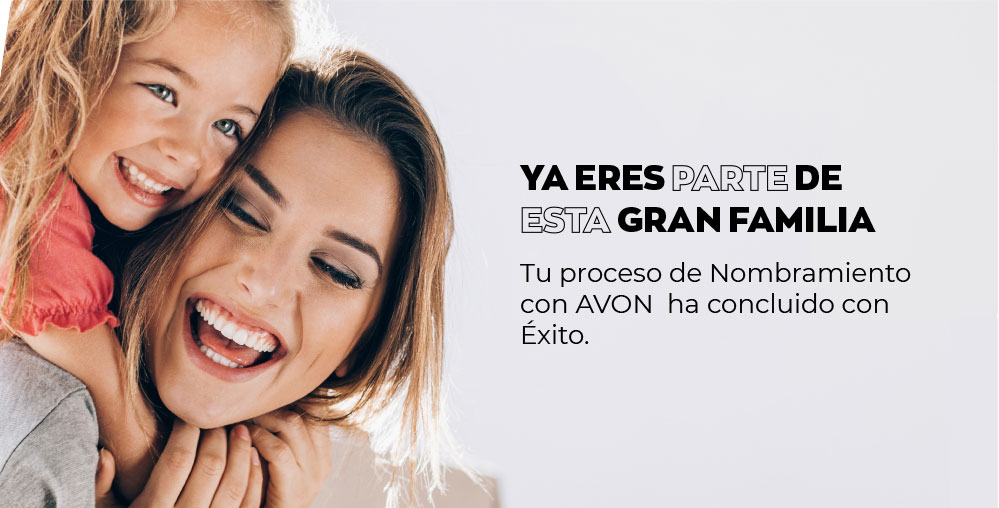 YA ERES PARTE DE
ESTA GRAN FAMILIA
Tu proceso de Nombramiento
con AVON ha concluido con
Éxito.